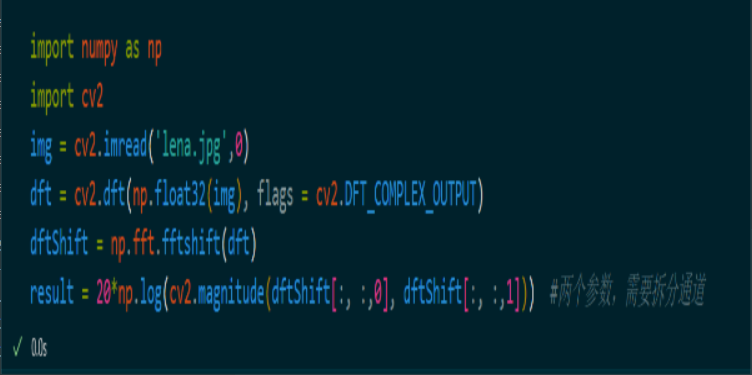 import numpy as np
import cv2
img = cv2.imread('lena.jpg',0)
dft = cv2.dft(np.float32(img), flags = cv2.DFT_COMPLEX_OUTPUT)
dftShift = np.fft.fftshift(dft)
result = 20*np.log(cv2.magnitude(dftShift[:, :,0], dftShift[:, :,1])) #两个参数，需要拆分通道
✓ 0.0s